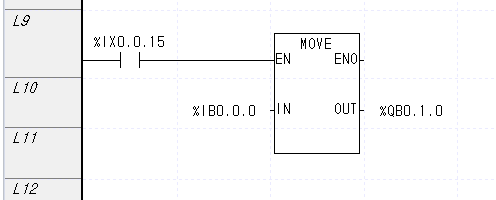 L9
%IX0.0.15
MOVE
EN ENO
L10
%IB0.0.0 IN OUT %QB0.1.0
L11
L12